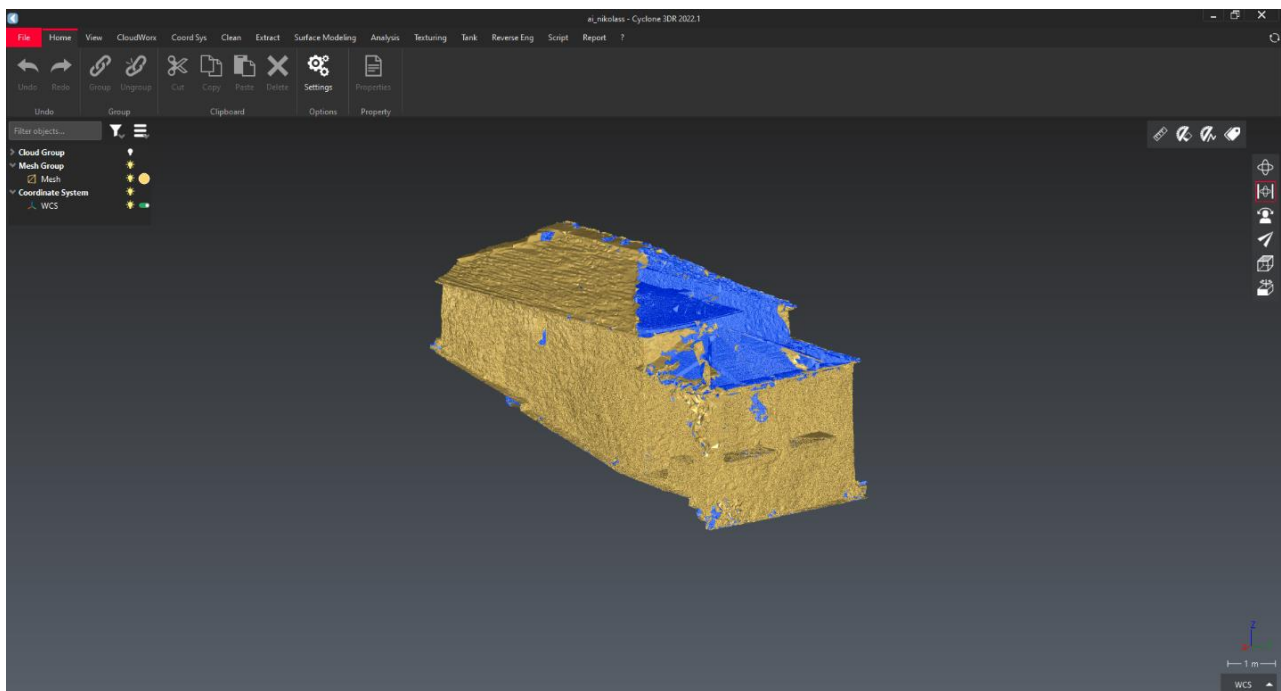 ai_nikolass - Cyclone 3DR 2022.1
File Home View CloudWorx Coord Sys Clean Extract Surface Modeling Analysis Texturing Tank Reverse Eng Script Report ?
Undo Redo Group Ungroup Cut Copy Paste Delete Settings Properties
Undo Group Clipboard Options Property
Filter objects...
Cloud Group
Mesh Group
Mesh
Coordinate System
WCS
Z
1 m
WCS